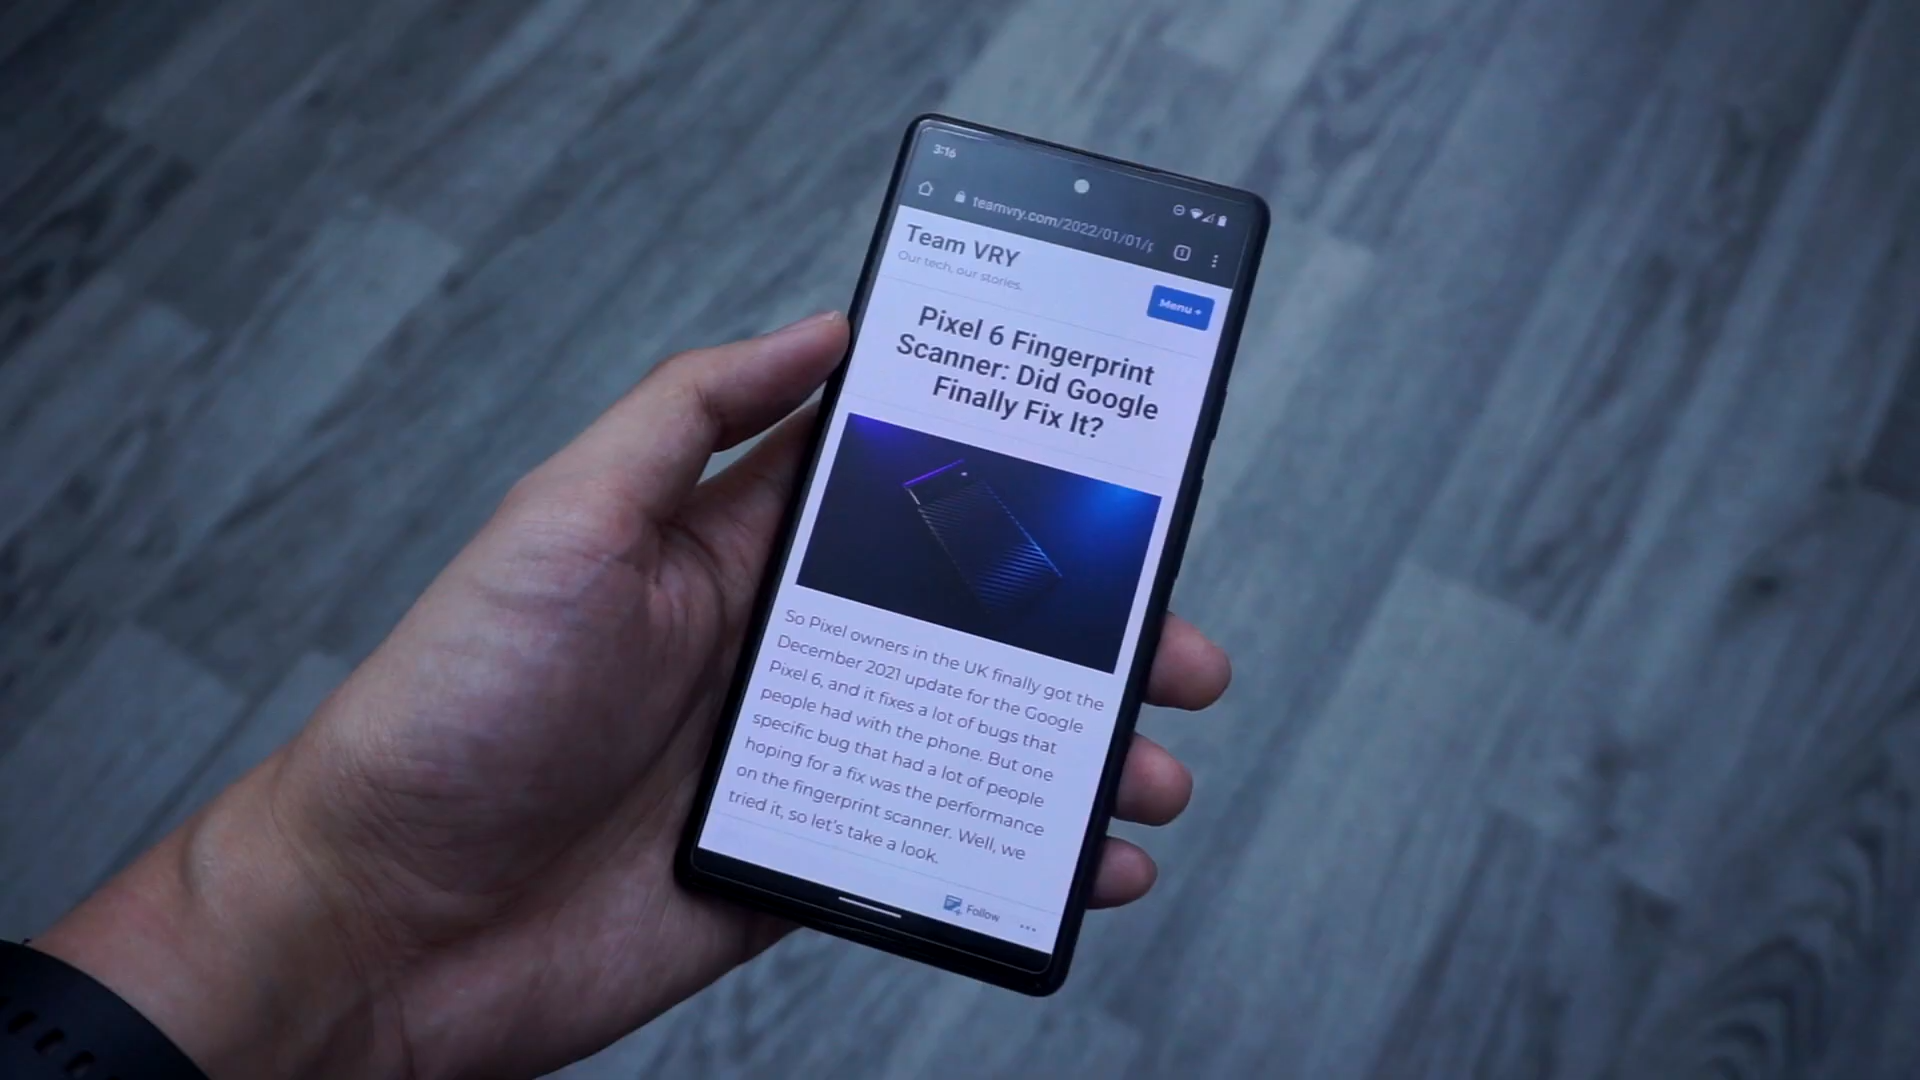 3:16
teamvry.com/2022/01/01/p
1
Team VRY
Our tech, our stories.
Menu +
Pixel 6 Fingerprint
Scanner: Did Google
Finally Fix It?
So Pixel owners in the UK finally got the
December 2021 update for the Google
Pixel 6, and it fixes a lot of bugs that
people had with the phone. But one
specific bug that had a lot of people
hoping for a fix was the performance
on the fingerprint scanner. Well, we
tried it, so let's take a look.
Follow